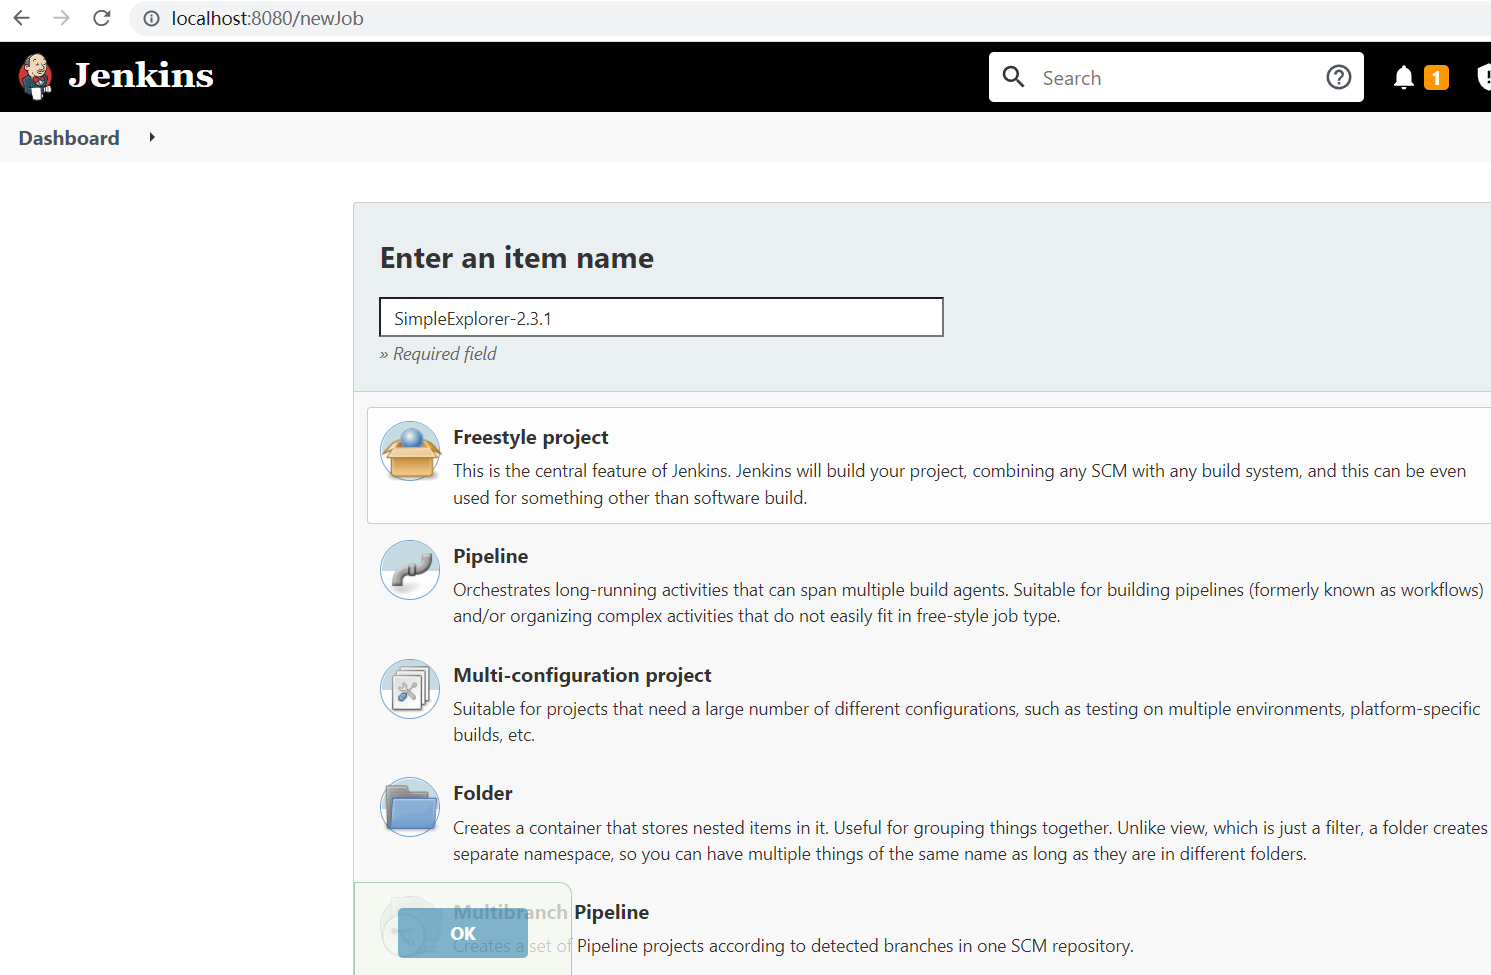 localhost:8080/newJob
Jenkins
Search
1
Dashboard
Enter an item name
SimpleExplorer-2.3.1
» Required field
Freestyle project
This is the central feature of Jenkins. Jenkins will build your project, combining any SCM with any build system, and this can be even
used for something other than software build.
Pipeline
Orchestrates long-running activities that can span multiple build agents. Suitable for building pipelines (formerly known as workflows)
and/or organizing complex activities that do not easily fit in free-style job type.
Multi-configuration project
Suitable for projects that need a large number of different configurations, such as testing on multiple environments, platform-specific
builds, etc.
Folder
Creates a container that stores nested items in it. Useful for grouping things together. Unlike view, which is just a filter, a folder creates
separate namespace, so you can have multiple things of the same name as long as they are in different folders.
Multibranch Pipeline
OK
Creates a set of Pipeline projects according to detected branches in one SCM repository.